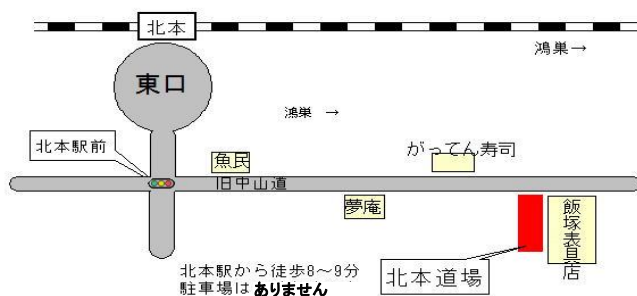 北本
鴻巣→
東口
鴻巣 →
北本駅前
魚民
がってん寿司
旧中山道
夢庵
飯塚表具店
北本道場
北本駅から徒歩8～9分
駐車場は ありません